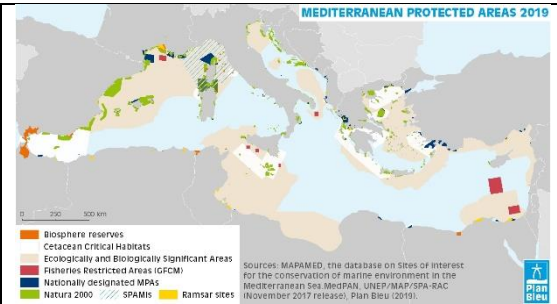 MEDITERRANEAN PROTECTED AREAS 2019
0 250 500 km
Biosphere reserves
Cetacean Critical Habitats
Ecologically and Biologically Significant Areas
Fisheries Restricted Areas (GFCM)
Nationally designated MPAs
Natura 2000 SPAMIs Ramsar sites
Sources: MAPAMED, the database on Sites of interest
for the conservation of marine environment in the
Mediterranean Sea.MedPAN, UNEP/MAP/SPA-RAC
(November 2017 release), Plan Bleu (2019).
Plan
Bleu